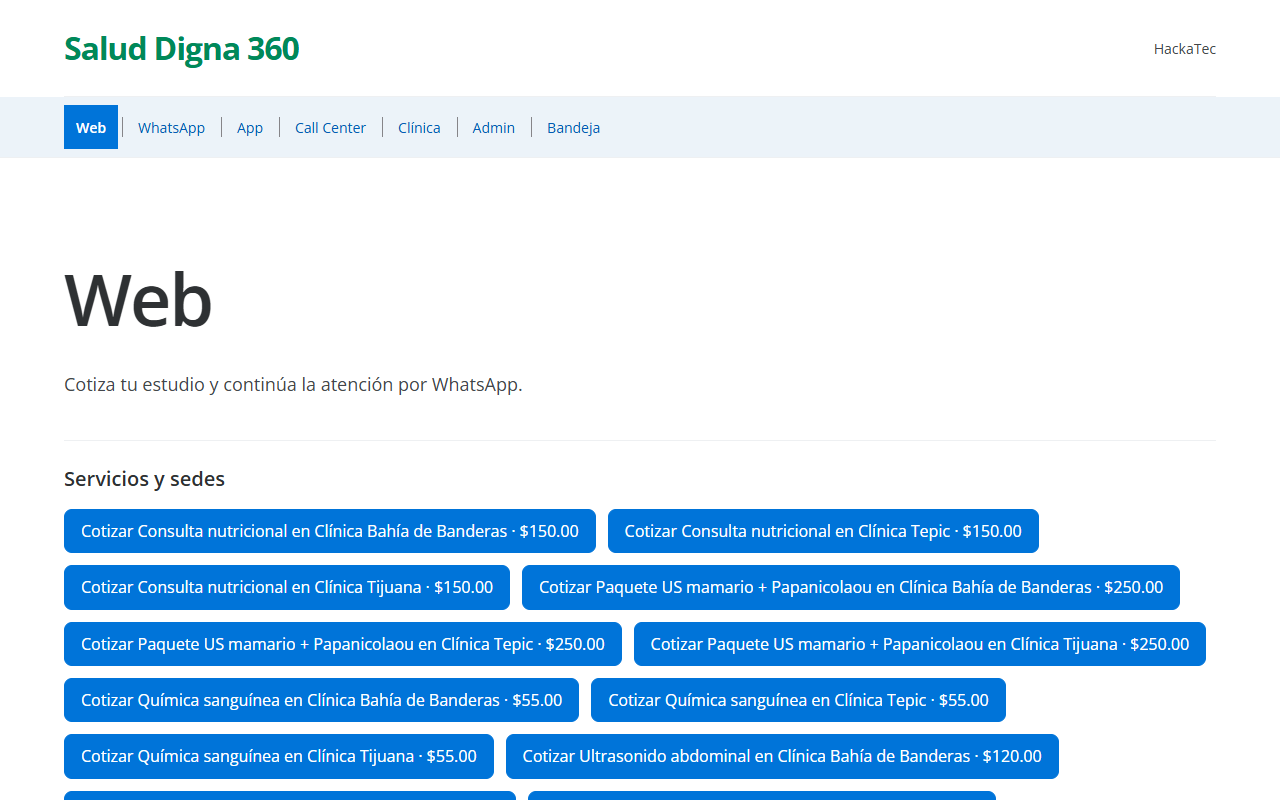 Salud Digna 360
HackaTec
Web
WhatsApp
App
Call Center
Clínica
Admin
Bandeja
Web
Cotiza tu estudio y continúa la atención por WhatsApp.
Servicios y sedes
Cotizar Consulta nutricional en Clínica Bahía de Banderas · $150.00
Cotizar Consulta nutricional en Clínica Tepic · $150.00
Cotizar Consulta nutricional en Clínica Tijuana · $150.00
Cotizar Paquete US mamario + Papanicolaou en Clínica Bahía de Banderas · $250.00
Cotizar Paquete US mamario + Papanicolaou en Clínica Tepic · $250.00
Cotizar Paquete US mamario + Papanicolaou en Clínica Tijuana · $250.00
Cotizar Química sanguínea en Clínica Bahía de Banderas · $55.00
Cotizar Química sanguínea en Clínica Tepic · $55.00
Cotizar Química sanguínea en Clínica Tijuana · $55.00
Cotizar Ultrasonido abdominal en Clínica Bahía de Banderas · $120.00